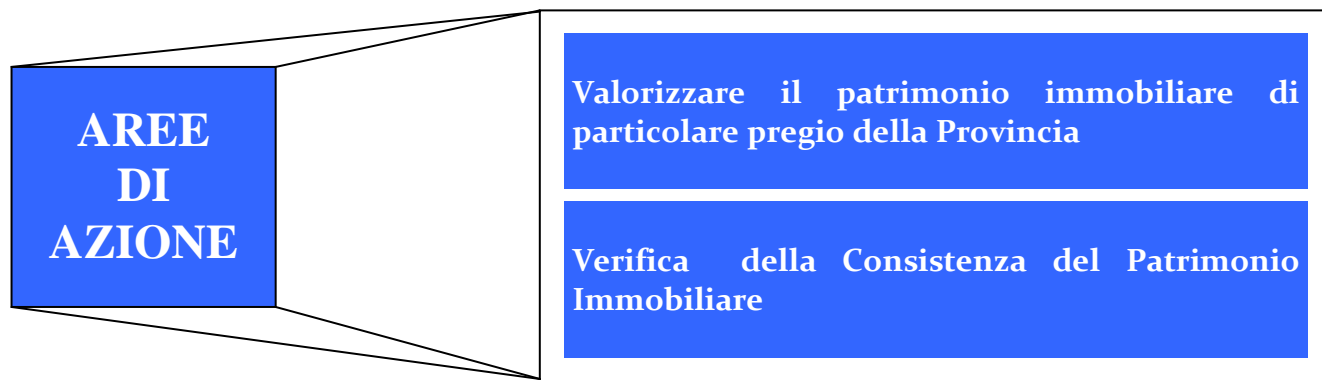 AREE
DI
AZIONE
Valorizzare il patrimonio immobiliare di
particolare pregio della Provincia
Verifica della Consistenza del Patrimonio
Immobiliare